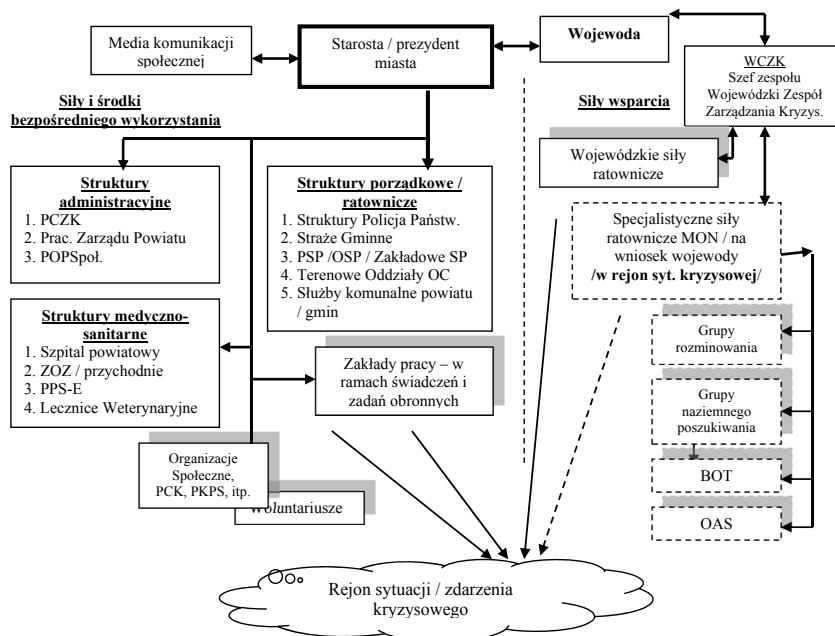 Media komunikacji
społecznej
Starosta / prezydent
miasta
Wojewoda
WCZK
Szef zespołu
Wojewódzki Zespół
Zarządzania Kryzys.
Siły i środki
bezpośredniego wykorzystania
Siły wsparcia
Wojewódzkie siły
ratownicze
Struktury
administracyjne
1. PCZK
2. Prac. Zarządu Powiatu
3. POPSpoł.
Struktury porządkowe /
ratownicze
1. Struktury Policja Państw.
2. Straże Gminne
3. PSP /OSP / Zakładowe SP
4. Terenowe Oddziały OC
5. Służby komunalne powiatu
/ gmin
Specjalistyczne siły
ratownicze MON / na
wniosek wojewody
/w rejon syt. kryzysowej/
Struktury medyczno-
sanitarne
1. Szpital powiatowy
2. ZOZ / przychodnie
3. PPS-E
4. Lecznice Weterynaryjne
Zakłady pracy – w
ramach świadczeń i
zadań obronnych
Grupy
rozminowania
Grupy
naziemnego
poszukiwania
BOT
OAS
Organizacje
Społeczne,
PCK, PKPS, itp.
Woluntariusze
Rejon sytuacji / zdarzenia
kryzysowego